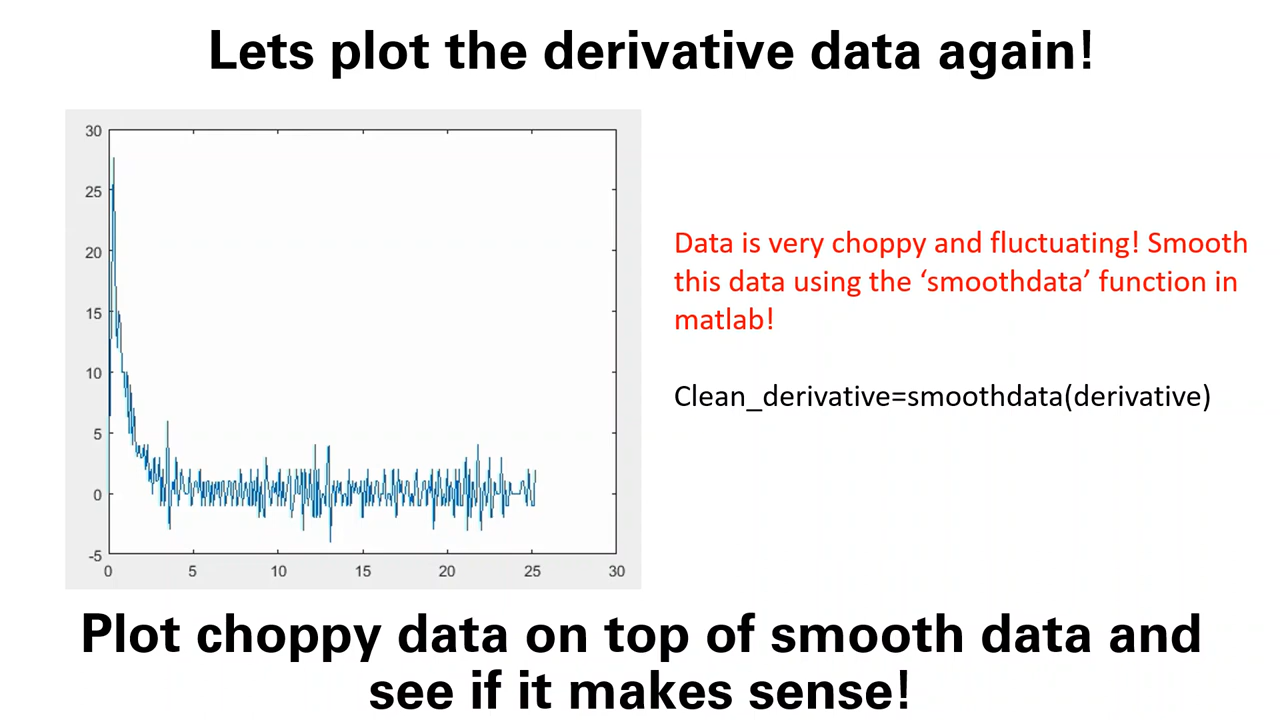 Lets plot the derivative data again!
30
25
20
15
10
5
0
-5
0 5 10 15 20 25 30
Data is very choppy and fluctuating! Smooth
this data using the ‘smoothdata’ function in
matlab!
Clean_derivative=smoothdata(derivative)
Plot choppy data on top of smooth data and
see if it makes sense!